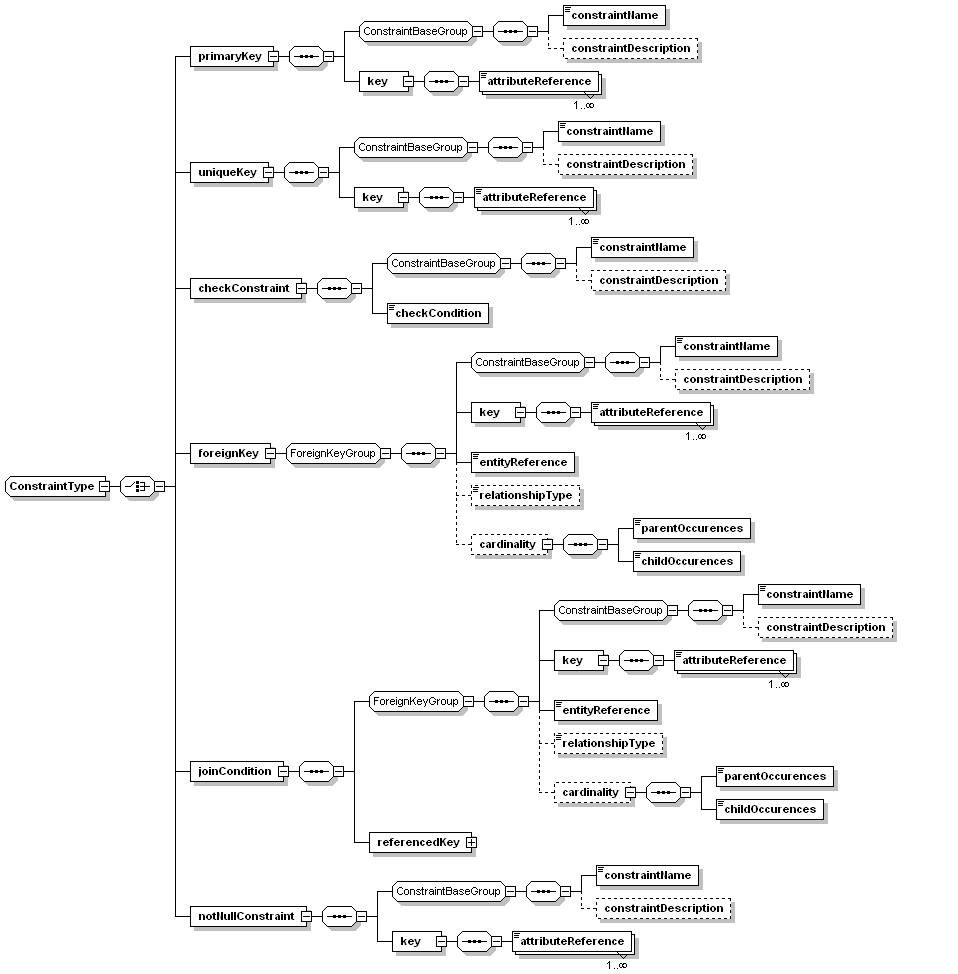 constraintName
ConstraintBaseGroup
constraintDescription
primaryKey
key
attributeReference
1..∞
constraintName
ConstraintBaseGroup
constraintDescription
uniqueKey
key
attributeReference
1..∞
constraintName
ConstraintBaseGroup
constraintDescription
checkConstraint
checkCondition
constraintName
ConstraintBaseGroup
constraintDescription
key
attributeReference
1..∞
foreignKey
ForeignKeyGroup
entityReference
ConstraintType
relationshipType
parentOccurences
cardinality
childOccurences
constraintName
ConstraintBaseGroup
constraintDescription
key
attributeReference
1..∞
ForeignKeyGroup
entityReference
relationshipType
joinCondition
parentOccurences
cardinality
childOccurences
referencedKey
constraintName
ConstraintBaseGroup
constraintDescription
notNullConstraint
key
attributeReference
1..∞